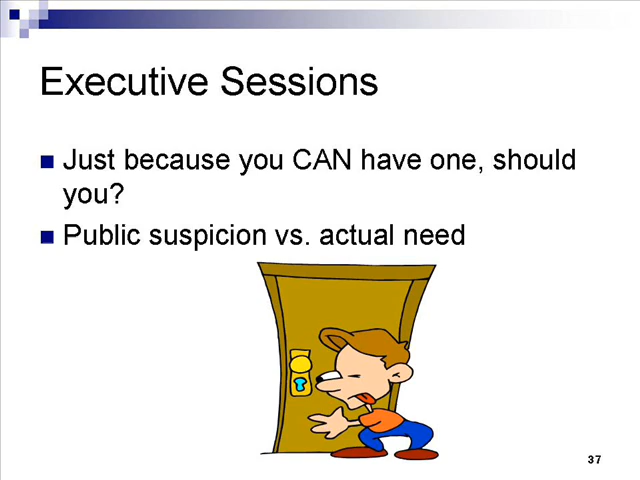 Executive Sessions
Just because you CAN have one, should
you?
Public suspicion vs. actual need
37